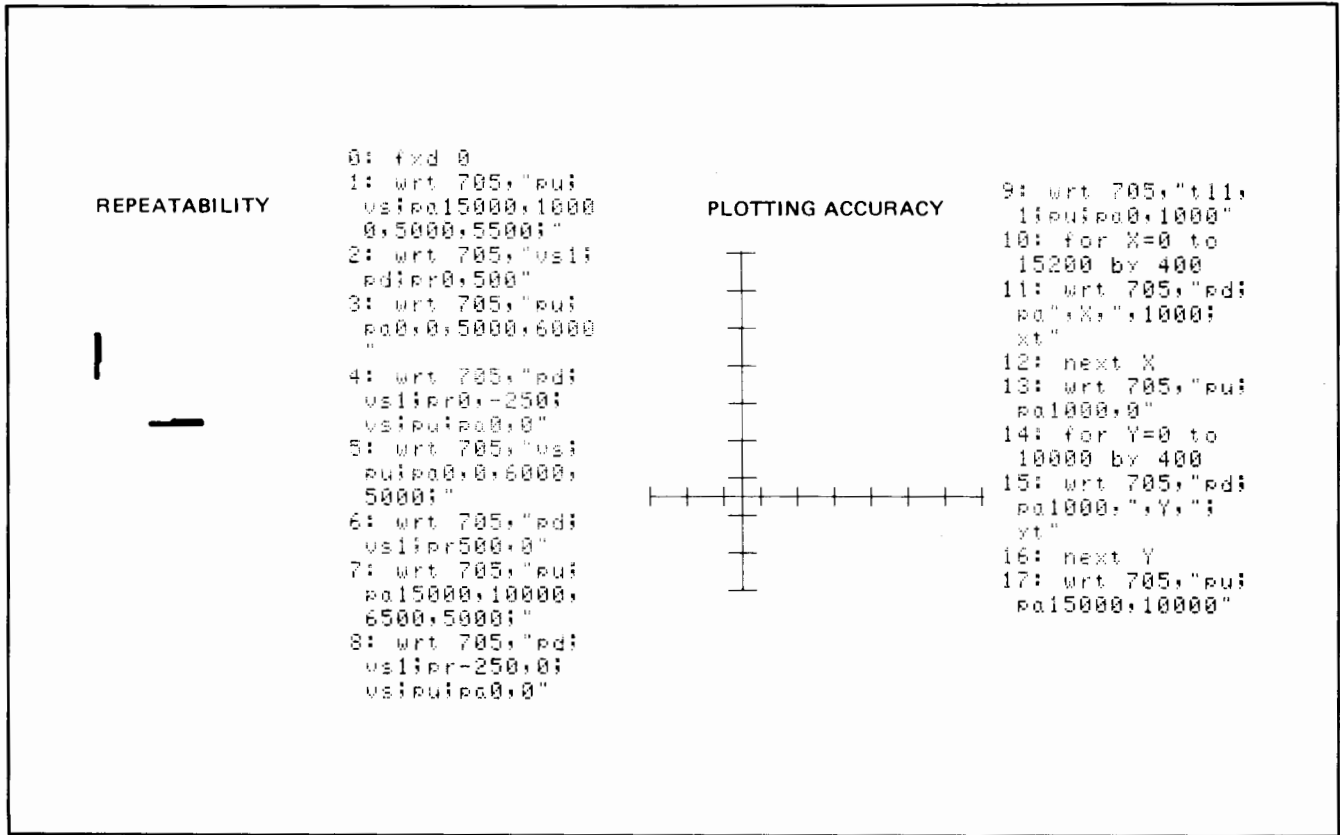 REPEATABILITY
0: fxd 0
1: wrt 705,"pu;
vs;pa15000,1000
0,5000,5500;"
2: wrt 705,"vs1;
pd;pr0,500"
3: wrt 705,"pu;
pa0,0,5000,6000
"
4: wrt 705,"pd;
vs1;pr0,-250;
vs;pu;pa0,0"
5: wrt 705,"vs;
pu;pa0,0,6000,
5000;"
6: wrt 705,"pd;
vs1;pr500,0"
7: wrt 705,"pu;
pa15000,10000,
6500,5000;"
8: wrt 705,"pd;
vs1;pr-250,0;
vs;pu;pa0,0"
PLOTTING ACCURACY
9: wrt 705,"tl1,
1;pu;pa0,1000"
10: for X=0 to
15200 by 400
11: wrt 705,"pd;
pa",X,",1000;
xt"
12: next X
13: wrt 705,"pu;
pa1000,0"
14: for Y=0 to
10000 by 400
15: wrt 705,"pd;
pa1000,",Y,";
yt"
16: next Y
17: wrt 705,"pu;
pa15000,10000"